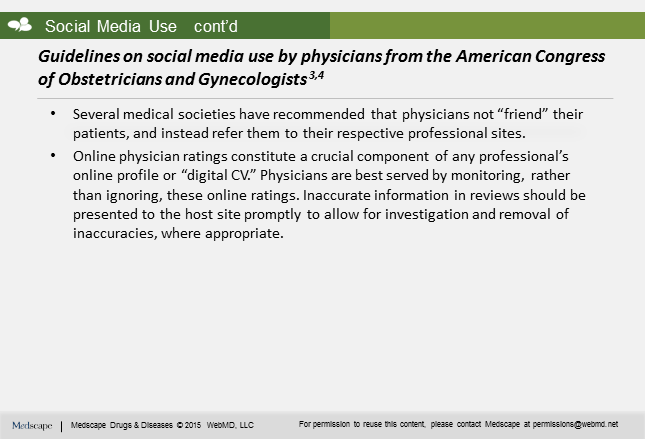 Social Media Use cont'd
Guidelines on social media use by physicians from the American Congress
of Obstetricians and Gynecologists 3,4
• Several medical societies have recommended that physicians not “friend” their
patients, and instead refer them to their respective professional sites.
• Online physician ratings constitute a crucial component of any professional’s
online profile or “digital CV.” Physicians are best served by monitoring, rather
than ignoring, these online ratings. Inaccurate information in reviews should be
presented to the host site promptly to allow for investigation and removal of
inaccuracies, where appropriate.
Medscape | Medscape Drugs & Diseases © 2015 WebMD, LLC For permission to reuse this content, please contact Medscape at permissions@webmd.net